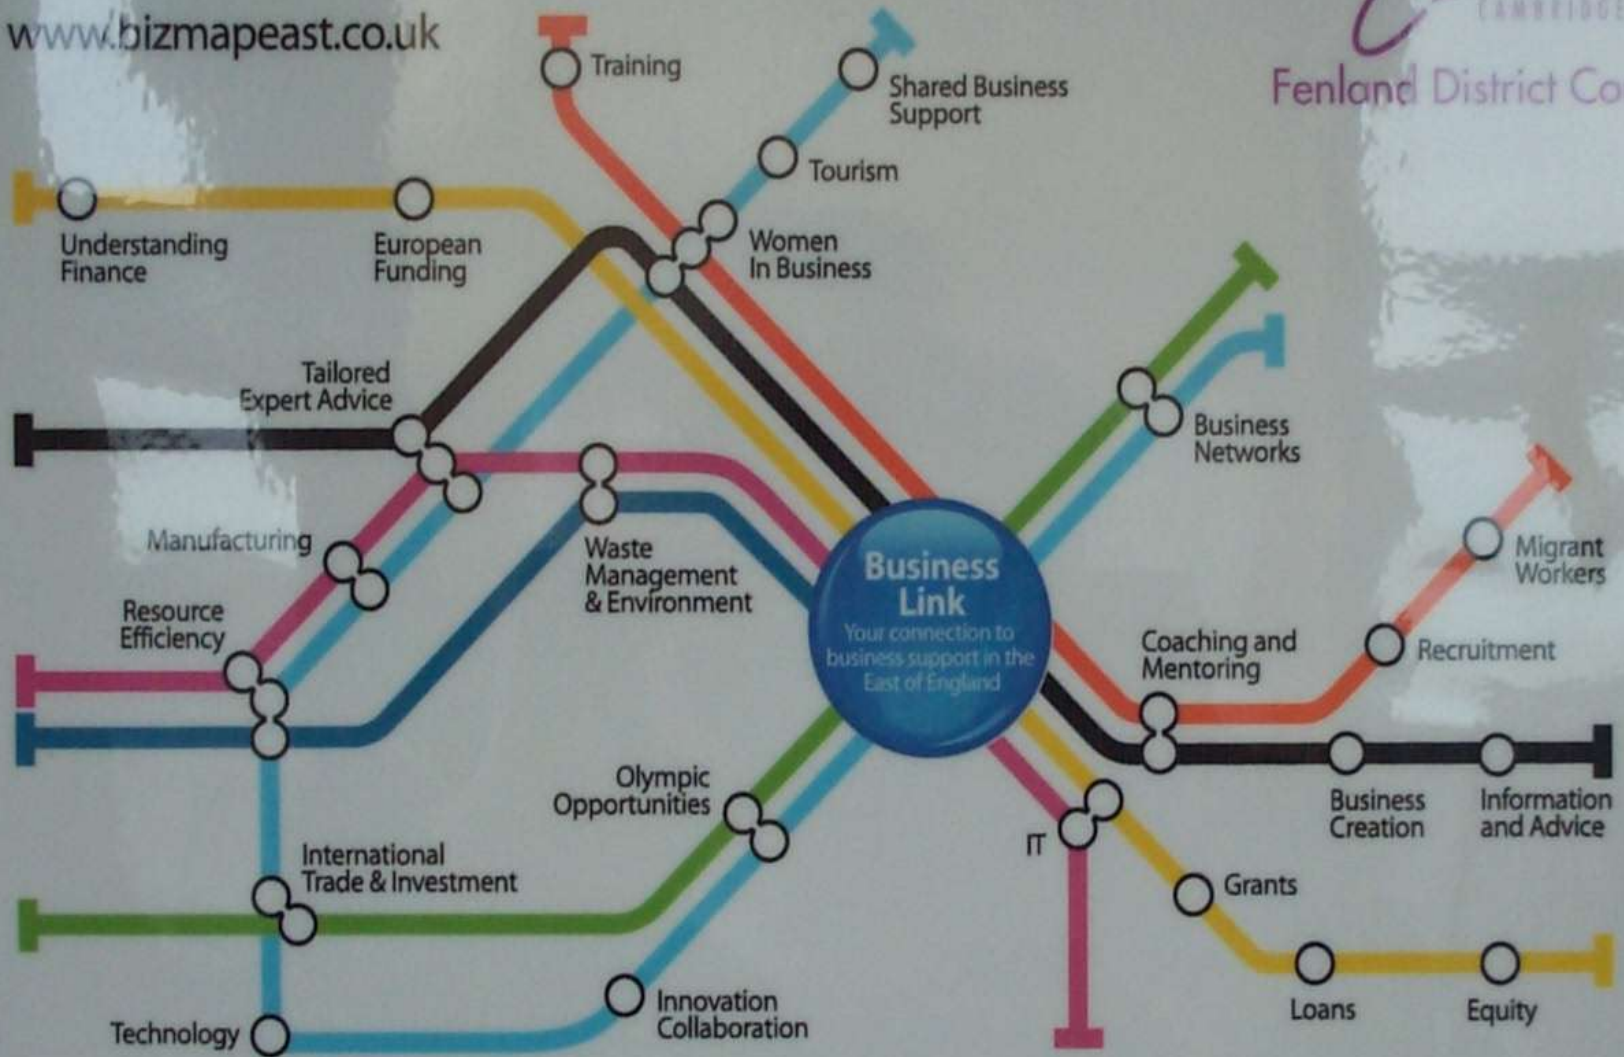 www.bizmapeast.co.uk
CAMBRIDGE
Fenland District
Training
Shared Business
Support
Tourism
Women
In Business
Understanding
Finance
European
Funding
Tailored
Expert Advice
Business
Networks
Manufacturing
Waste
Management
& Environment
Resource
Efficiency
Business
Link
Your connection to
business support in the
East of England
Migrant
Workers
Coaching and
Mentoring
Recruitment
Olympic
Opportunities
Business
Creation
Information
and Advice
IT
International
Trade & Investment
Grants
Loans
Equity
Innovation
Collaboration
Technology